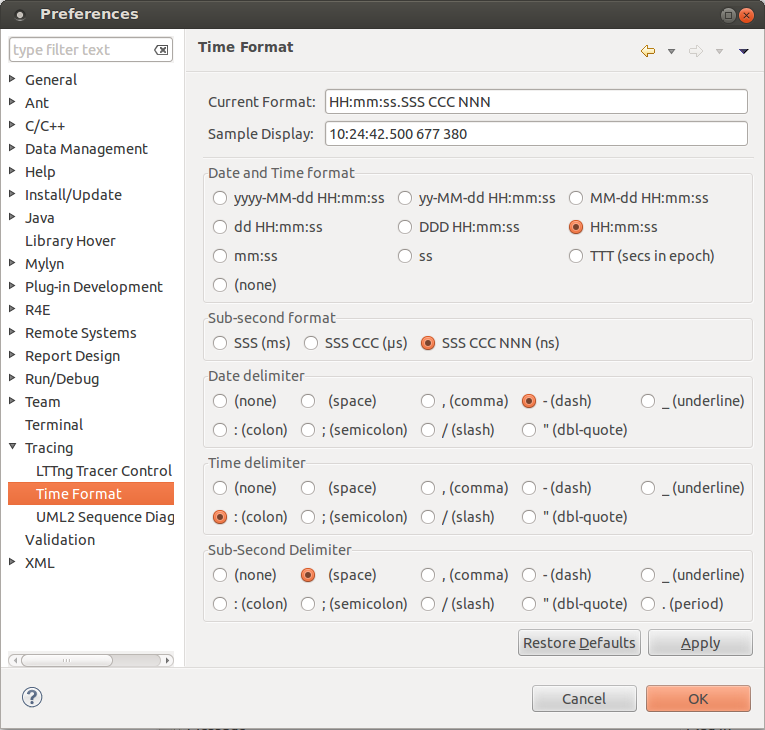 Preferences
type filter text
General
Ant
C/C++
Data Management
Help
Install/Update
Java
Library Hover
Mylyn
Plug-in Development
R4E
Remote Systems
Report Design
Run/Debug
Team
Terminal
Tracing
LTTng Tracer Control
Time Format
UML2 Sequence Diag
Validation
XML
Time Format
Current Format: HH:mm:ss.SSS CCC NNN
Sample Display: 10:24:42.500 677 380
Date and Time format
yyyy-MM-dd HH:mm:ss yy-MM-dd HH:mm:ss MM-dd HH:mm:ss
dd HH:mm:ss DDD HH:mm:ss HH:mm:ss
mm:ss ss TTT (secs in epoch)
(none)
Sub-second format
SSS (ms) SSS CCC (µs) SSS CCC NNN (ns)
Date delimiter
(none) (space) , (comma) - (dash) _ (underline)
: (colon) ; (semicolon) / (slash) " (dbl-quote)
Time delimiter
(none) (space) , (comma) - (dash) _ (underline)
: (colon) ; (semicolon) / (slash) " (dbl-quote)
Sub-Second Delimiter
(none) (space) , (comma) - (dash) _ (underline)
: (colon) ; (semicolon) / (slash) " (dbl-quote) . (period)
Restore Defaults Apply
? Cancel OK